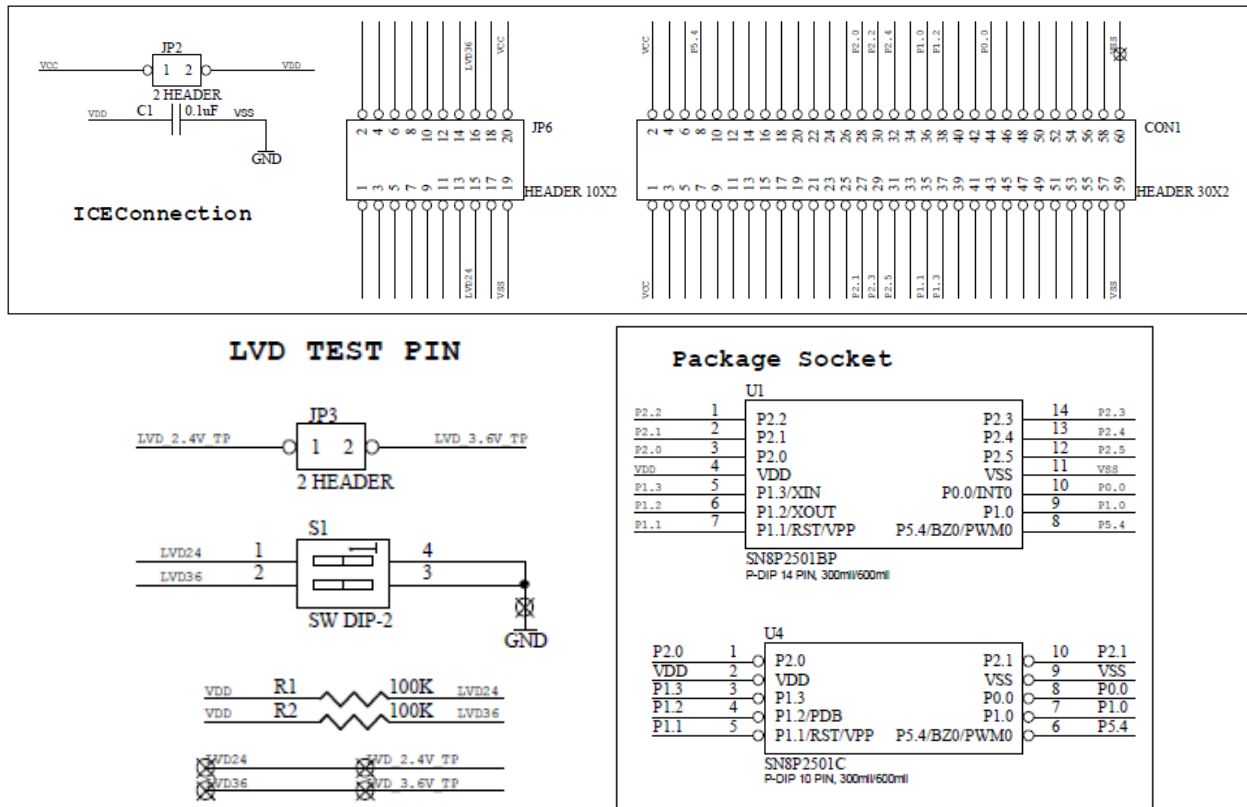 JP2
VCC 1 2 VDD
2 HEADER
VDD C1 0.1uF VSS
GND
ICEConnection
LVD36 VCC
2 4 6 8 10 12 14 16 18 20
JP6
1 3 5 7 9 11 13 15 17 19
HEADER 10X2
LVD24 VSS
VCC P5.4 P2.0 P2.2 P2.4 P1.0 P1.2 P0.0 VSS
2 4 6 8 10 12 14 16 18 20 22 24 26 28 30 32 34 36 38 40 42 44 46 48 50 52 54 56 58 60
CON1
1 3 5 7 9 11 13 15 17 19 21 23 25 27 29 31 33 35 37 39 41 43 45 47 49 51 53 55 57 59
HEADER 30X2
VCC P2.1 P2.3 P2.5 P1.1 P1.3 VSS
LVD TEST PIN
JP3
LVD_2.4V_TP 1 2 LVD_3.6V_TP
2 HEADER
S1
LVD24 1 4
LVD36 2 3
SW DIP-2
GND
VDD R1 100K LVD24
VDD R2 100K LVD36
LVD24 LVD_2.4V_TP
LVD36 LVD_3.6V_TP
Package Socket
U1
P2.2 1 P2.2 P2.3 14 P2.3
P2.1 2 P2.1 P2.4 13 P2.4
P2.0 3 P2.0 P2.5 12 P2.5
VDD 4 VDD VSS 11 VSS
P1.3 5 P1.3/XIN P0.0/INT0 10 P0.0
P1.2 6 P1.2/XOUT P1.0 9 P1.0
P1.1 7 P1.1/RST/VPP P5.4/BZ0/PWM0 8 P5.4
SN8P2501BP
P-DIP 14 PIN, 300mil/600mil
U4
P2.0 1 P2.0 P2.1 10 P2.1
VDD 2 VDD VSS 9 VSS
P1.3 3 P1.3 P0.0 8 P0.0
P1.2 4 P1.2/PDB P1.0 7 P1.0
P1.1 5 P1.1/RST/VPP P5.4/BZ0/PWM0 6 P5.4
SN8P2501C
P-DIP 10 PIN, 300mil/600mil